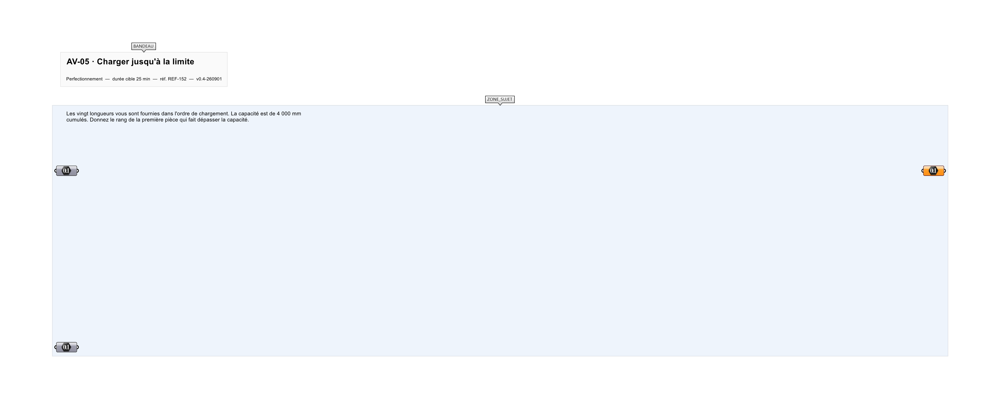 BANDEAU
AV-05 · Charger jusqu'à la limite
Perfectionnement — durée cible 25 min — réf. REF-152 — v0.4-260901
ZONE_SUJET
Les vingt longueurs vous sont fournies dans l'ordre de chargement. La capacité est de 4 000 mm
cumulés. Donnez le rang de la première pièce qui fait dépasser la capacité.
0.1
0.1
0.1